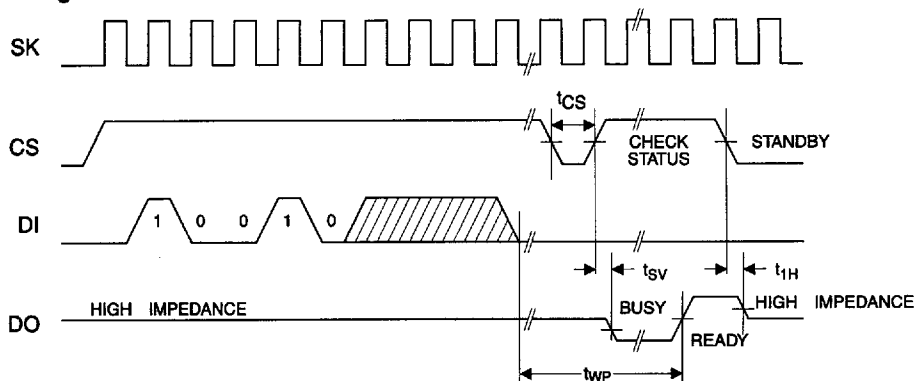 SK
tCS
CS
CHECK
STATUS
STANDBY
DI
1 0 0 1 0
tSV
t1H
HIGH IMPEDANCE
BUSY
HIGH IMPEDANCE
DO
READY
tWP